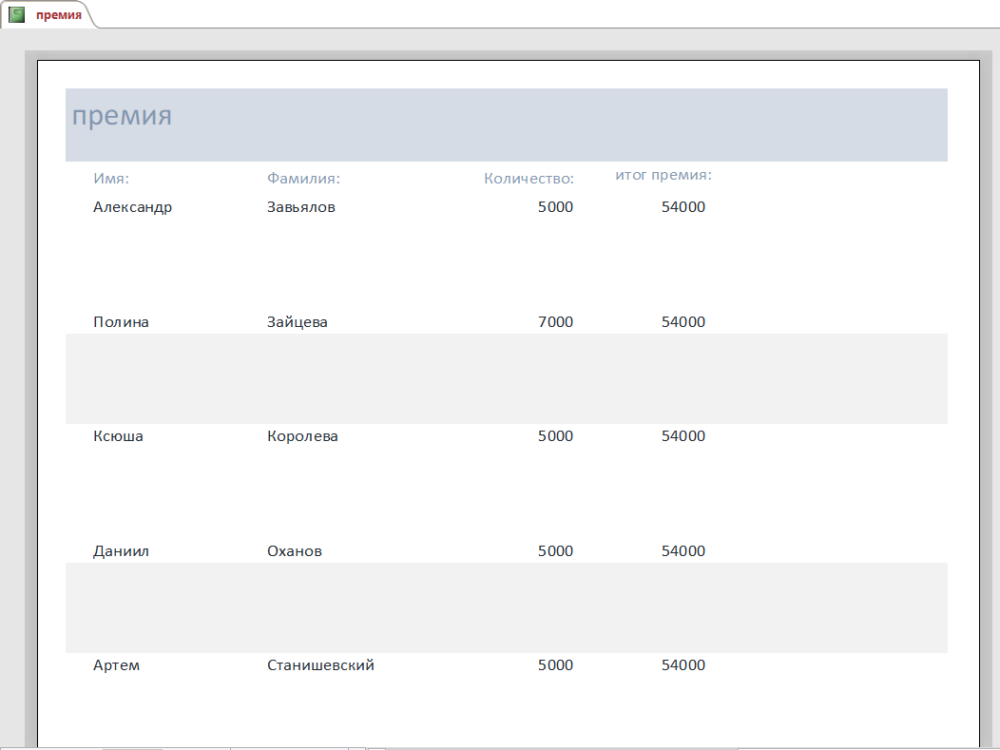 премия
премия
Имя: Фамилия: Количество: итог премия:
Александр Завьялов 5000 54000
Полина Зайцева 7000 54000
Ксюша Королева 5000 54000
Даниил Оханов 5000 54000
Артем Станишевский 5000 54000